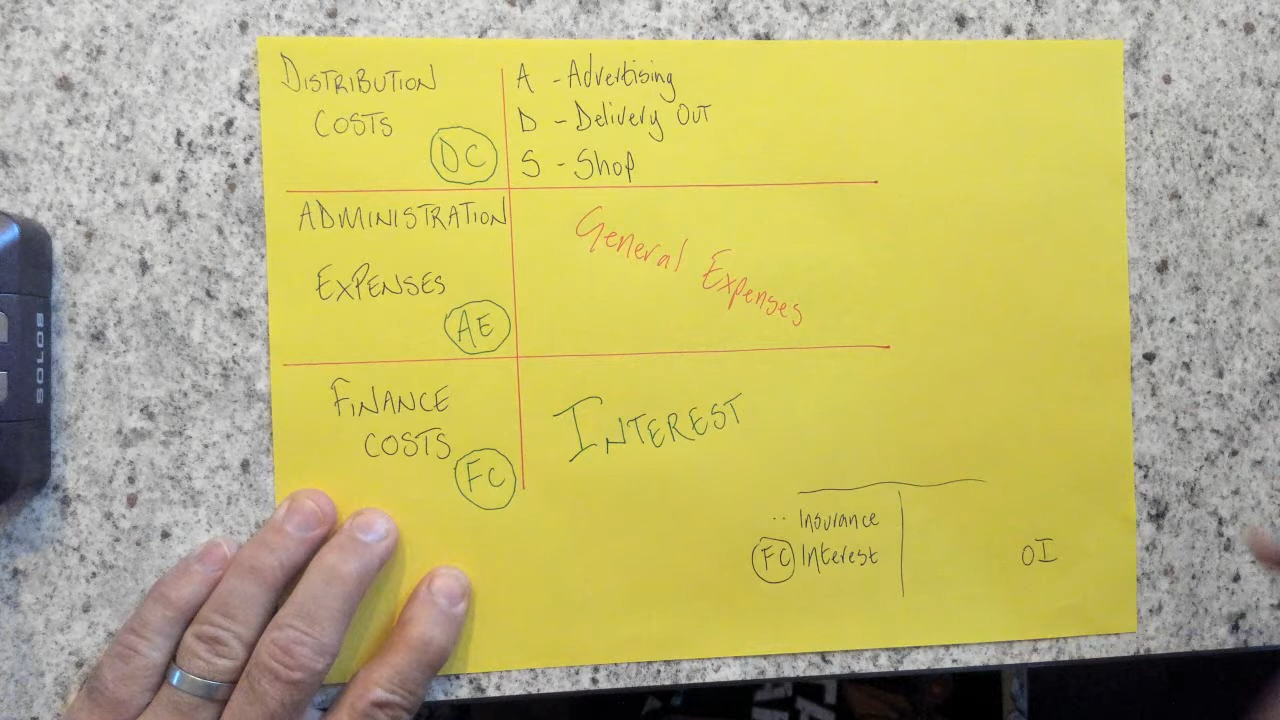 DISTRIBUTION
COSTS
DC
A - Advertising
D - Delivery OUT
S - Shop
ADMINISTRATION
EXPENSES
AE
General Expenses
FINANCE
COSTS
FC
INTEREST
.. Insurance
FC Interest
OI
SOLOS